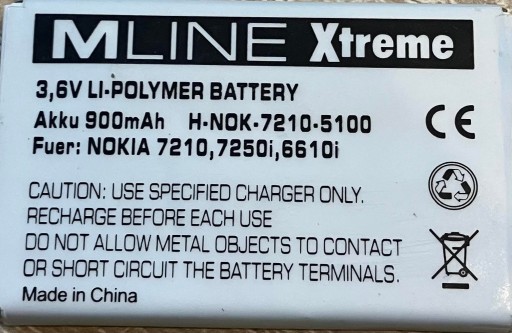 MLINE Xtreme
3,6V LI-POLYMER BATTERY
Akku 900mAh H-NOK-7210-5100
Fuer: NOKIA 7210,7250i,6610i
CE
CAUTION: USE SPECIFIED CHARGER ONLY.
RECHARGE BEFORE EACH USE
DO NOT ALLOW METAL OBJECTS TO CONTACT
OR SHORT CIRCUIT THE BATTERY TERMINALS.
Made in China